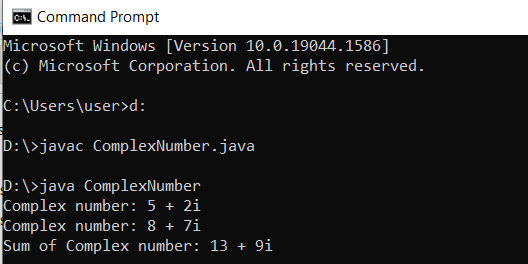 Command Prompt
Microsoft Windows [Version 10.0.19044.1586]
(c) Microsoft Corporation. All rights reserved.
C:\Users\user>d:
D:\>javac ComplexNumber.java
D:\>java ComplexNumber
Complex number: 5 + 2i
Complex number: 8 + 7i
Sum of Complex number: 13 + 9i